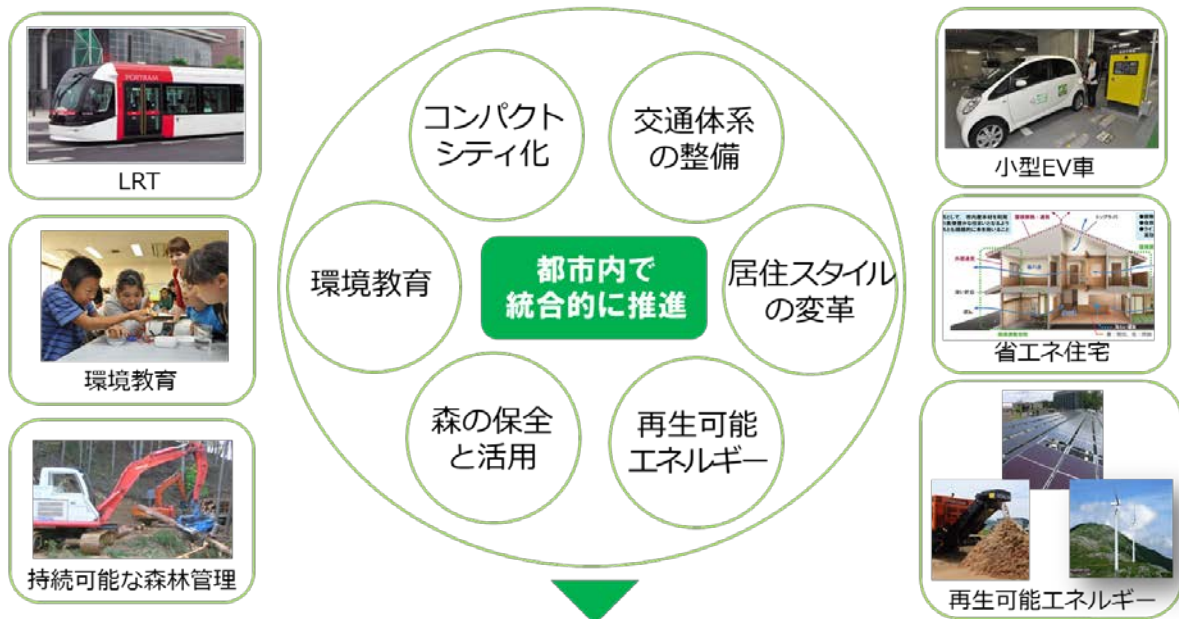 PORTRAM
LRT
環境教育
持続可能な森林管理
コンパクト
シティ化
交通体系
の整備
環境教育
都市内で
統合的に推進
居住スタイル
の変革
森の保全
と活用
再生可能
エネルギー
小型EV車
省エネ住宅
再生可能エネルギー